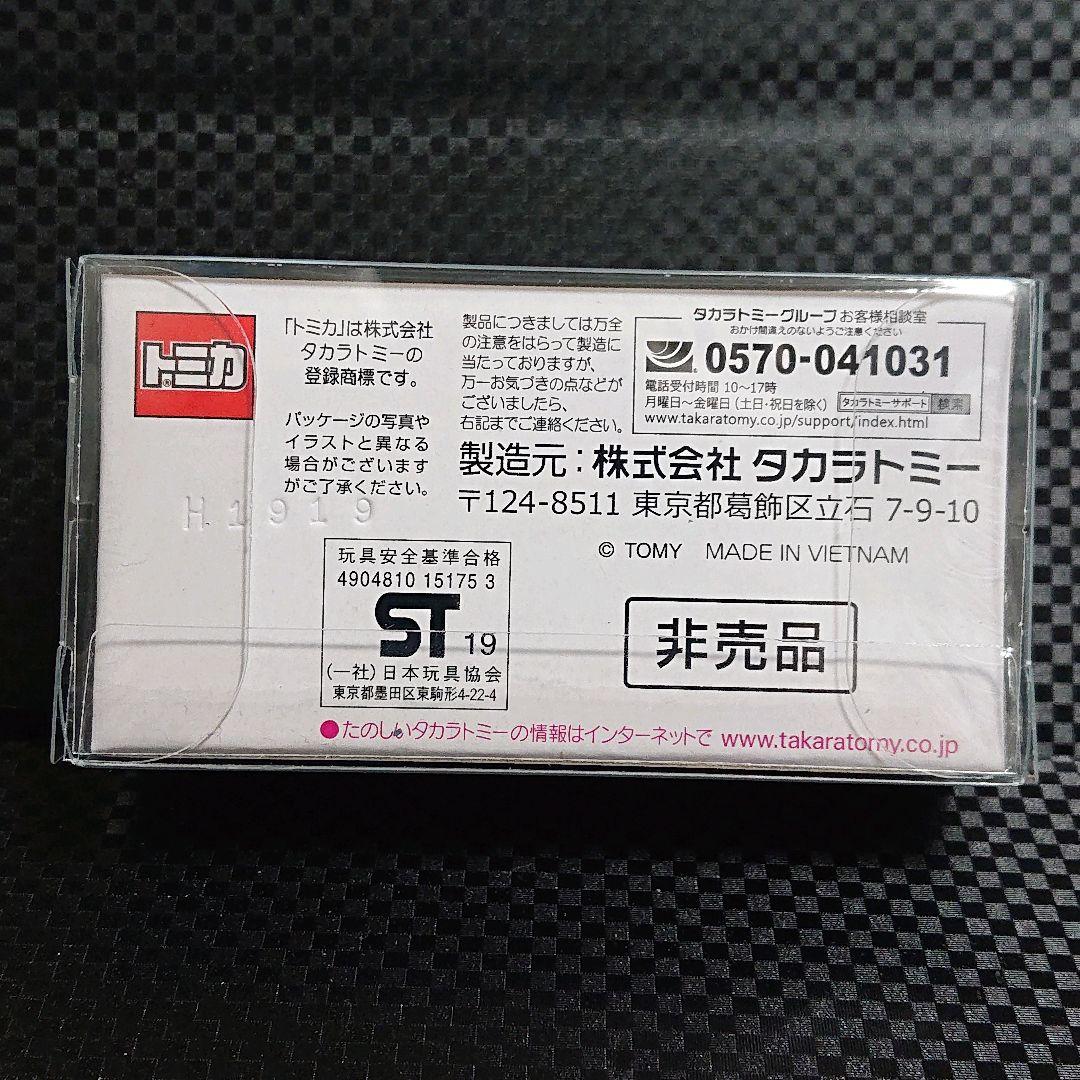 トミカ®
「トミカ」は株式会社
タカラトミーの
登録商標です。
パッケージの写真や
イラストと異なる
場合がございます
がご了承ください。
製品につきましては万全
の注意をはらって製造に
当たっておりますが、
万一お気づきの点などが
ございましたら、
右記までご連絡ください。
タカラトミーグループ お客様相談室
おかけ間違えのないようご注意ください
0570-041031
電話受付時間 10〜17時
月曜日〜金曜日（土日・祝日を除く） タカラトミーサポート 検索
www.takaratomy.co.jp/support/index.html
製造元：株式会社 タカラトミー
〒124-8511 東京都葛飾区立石 7-9-10
H1919
© TOMY MADE IN VIETNAM
玩具安全基準合格
4904810 15175 3
ST 19
(一社)日本玩具協会
東京都墨田区東駒形4-22-4
非売品
●たのしいタカラトミーの情報はインターネットで www.takaratomy.co.jp